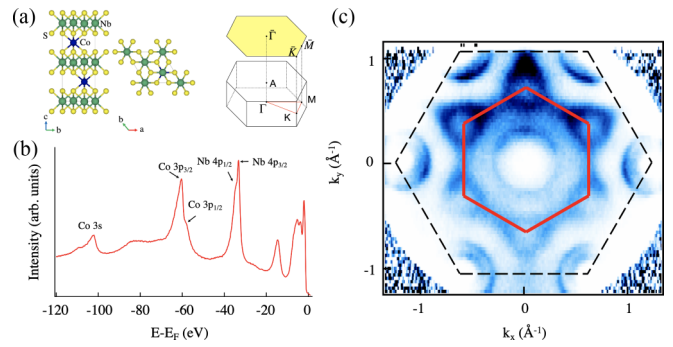 (a)
Nb
S
Co
c
b
b
a
Γ̄
M̄
K̄
A
Γ
M
K
(b)
Intensity (arb. units)
Co 3s
Co 3p3/2
Co 3p1/2
Nb 4p1/2
Nb 4p3/2
-120
-100
-80
-60
-40
-20
0
E-EF (eV)
(c)
1
0
-1
ky (Å-1)
-1
0
1
kx (Å-1)